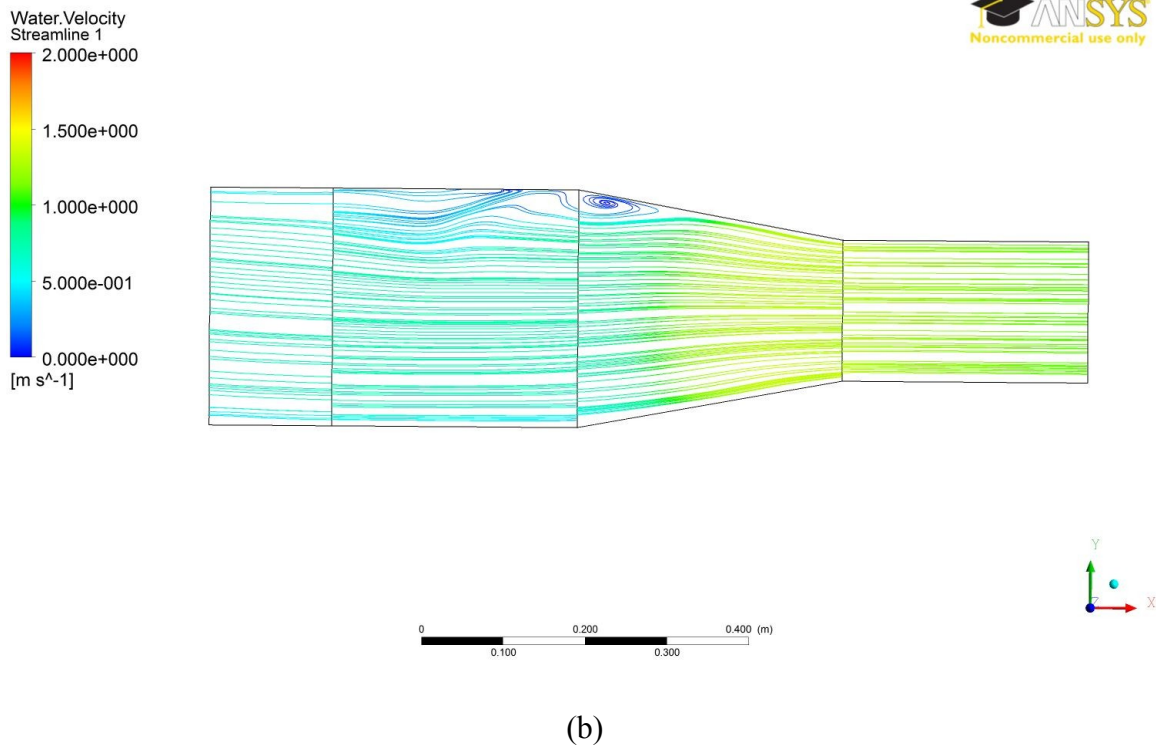 ANSYS
Noncommercial use only
Water.Velocity
Streamline 1
2.000e+000
1.500e+000
1.000e+000
5.000e-001
0.000e+000
[m s^-1]
Y
Z
X
0 0.200 0.400 (m)
0.100 0.300
(b)